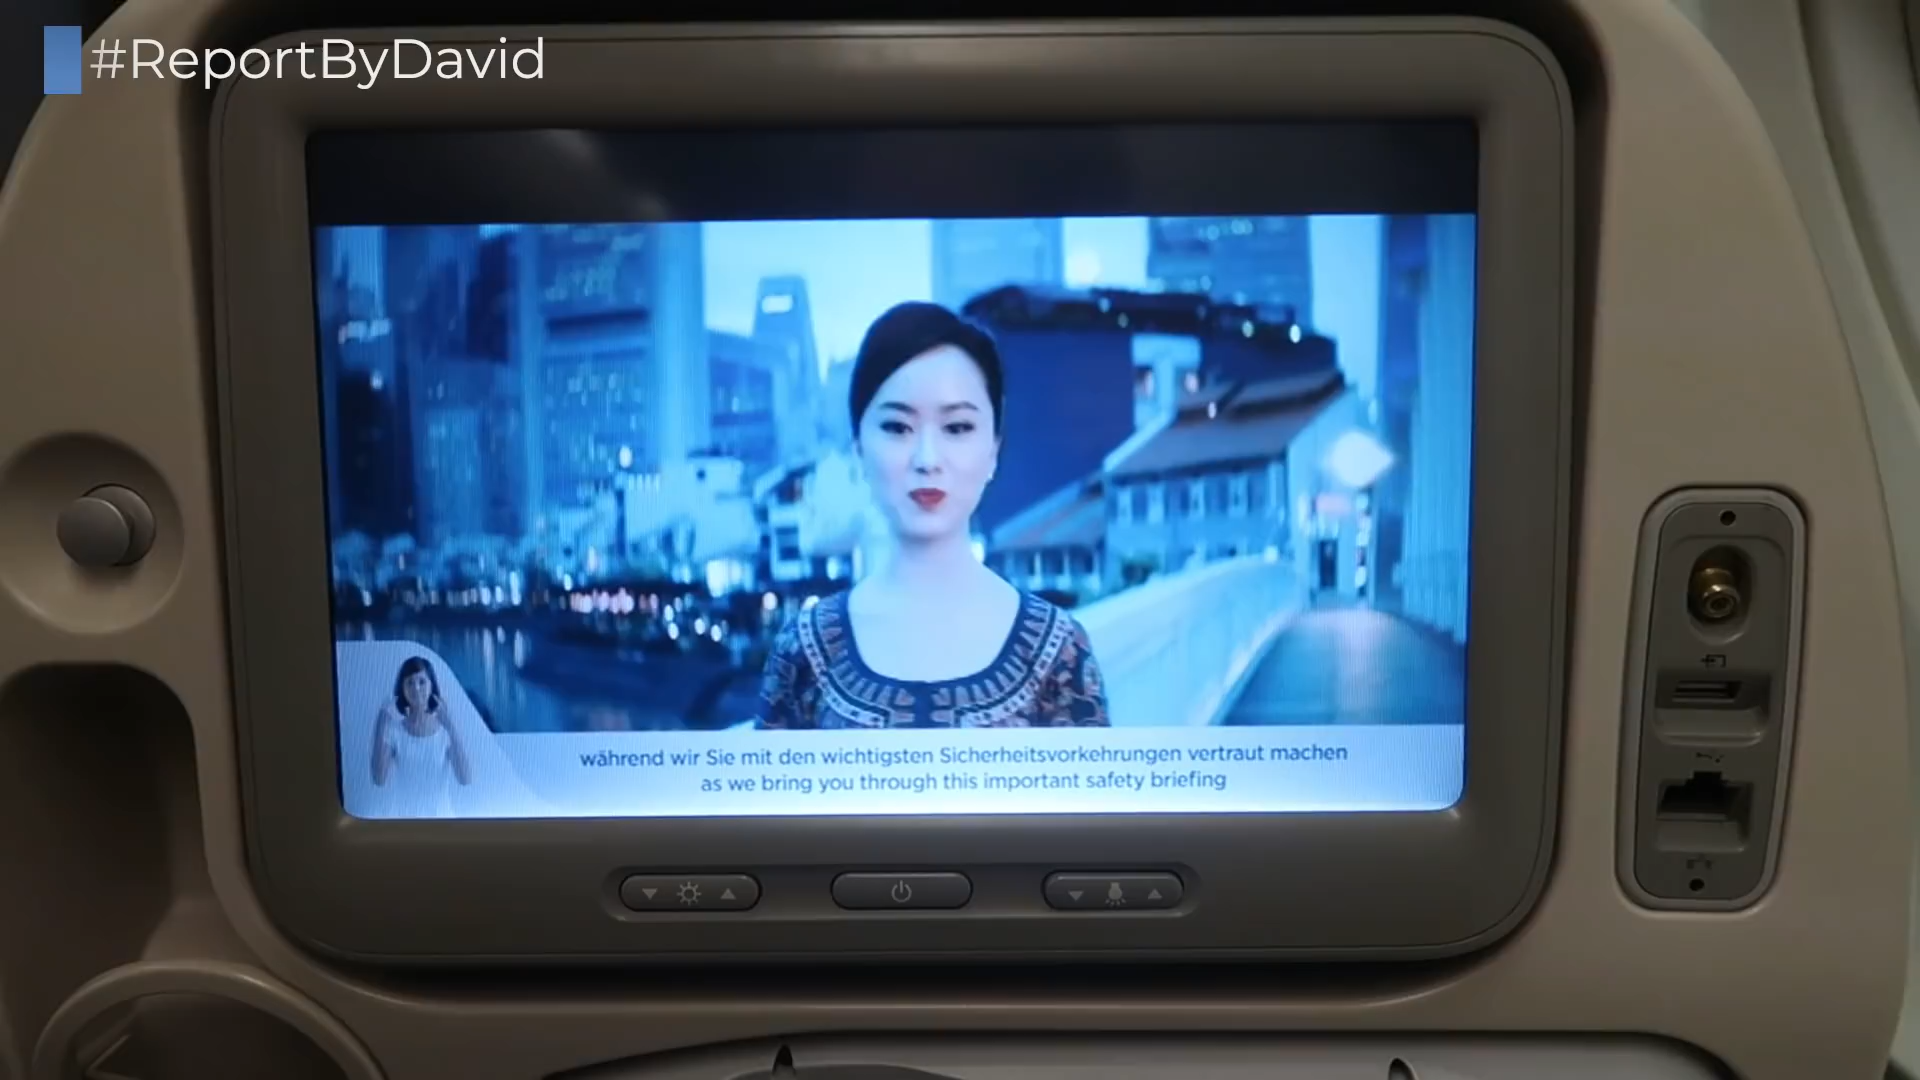 #ReportByDavid
während wir Sie mit den wichtigsten Sicherheitsvorkehrungen vertraut machen
as we bring you through this important safety briefing